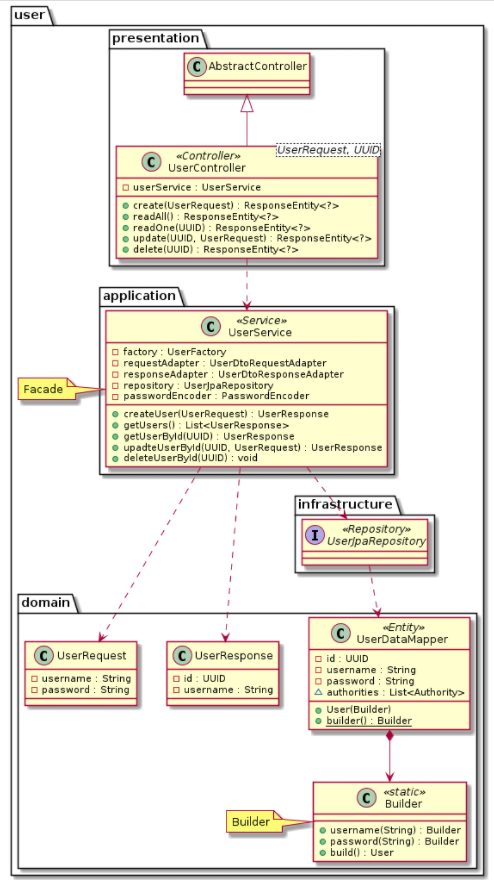 user
presentation
C AbstractController
UserRequest, UUID
C «Controller»
UserController
userService : UserService
create(UserRequest) : ResponseEntity<?>
readAll() : ResponseEntity<?>
readOne(UUID) : ResponseEntity<?>
update(UUID, UserRequest) : ResponseEntity<?>
delete(UUID) : ResponseEntity<?>
application
C «Service»
UserService
factory : UserFactory
requestAdapter : UserDtoRequestAdapter
responseAdapter : UserDtoResponseAdapter
repository : UserJpaRepository
passwordEncoder : PasswordEncoder
Facade
createUser(UserRequest) : UserResponse
getUsers() : List<UserResponse>
getUserById(UUID) : UserResponse
upadteUserById(UUID, UserRequest) : UserResponse
deleteUserById(UUID) : void
infrastructure
I «Repository»
UserJpaRepository
domain
C UserRequest
username : String
password : String
C UserResponse
id : UUID
username : String
C «Entity»
UserDataMapper
id : UUID
username : String
password : String
authorities : List<Authority>
User(Builder)
builder() : Builder
C «static»
Builder
Builder
username(String) : Builder
password(String) : Builder
build() : User